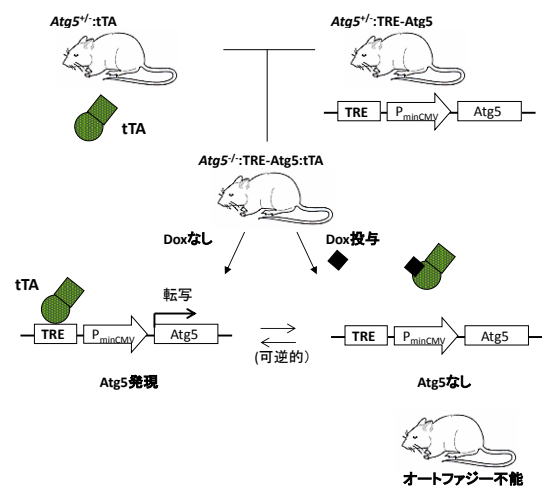 Atg5+/-:tTA
Atg5+/-:TRE-Atg5
tTA
TRE PminCMV Atg5
Atg5-/-:TRE-Atg5:tTA
Doxなし
Dox投与
tTA
転写
TRE PminCMV Atg5
(可逆的)
TRE PminCMV Atg5
Atg5発現
Atg5なし
オートファジー不能